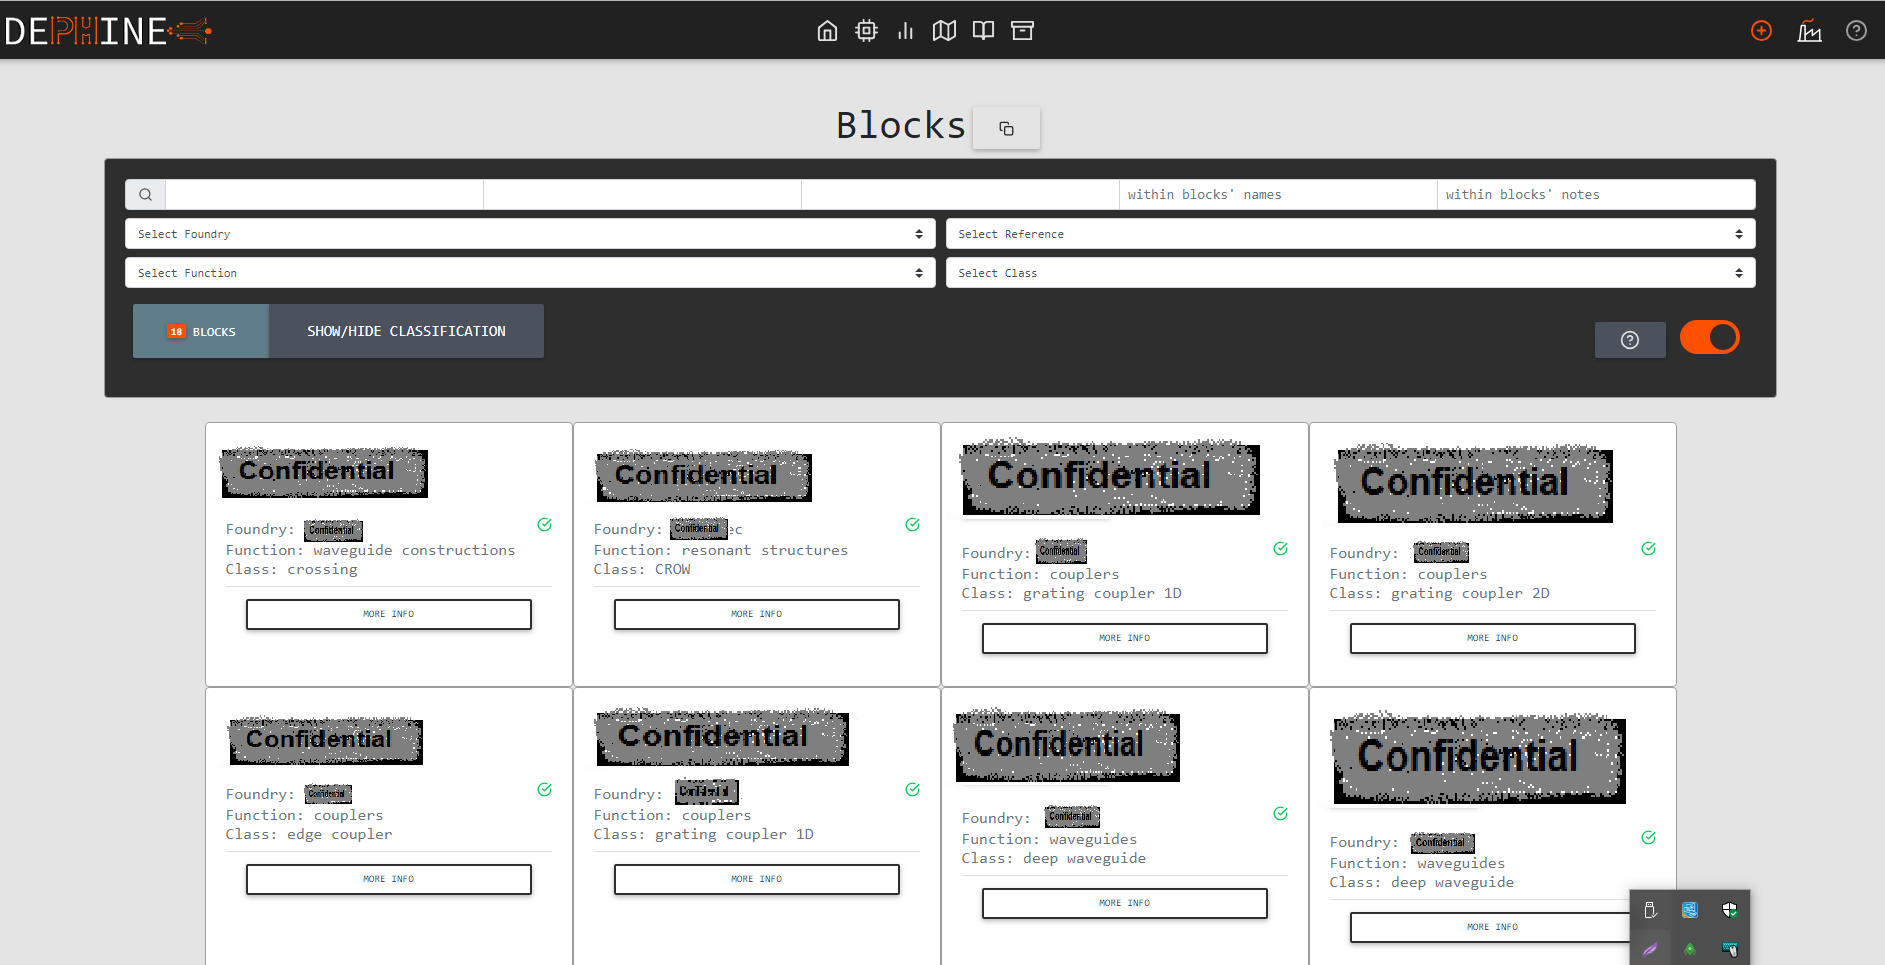 DEPHINE
Blocks
within blocks' names within blocks' notes
Select Foundry Select Reference
Select Function Select Class
18 BLOCKS SHOW/HIDE CLASSIFICATION
Confidential
Foundry: Confidential
Function: waveguide constructions
Class: crossing
MORE INFO
Confidential
Foundry: Confidential ec
Function: resonant structures
Class: CROW
MORE INFO
Confidential
Foundry: Confidential
Function: couplers
Class: grating coupler 1D
MORE INFO
Confidential
Foundry: Confidential
Function: couplers
Class: grating coupler 2D
MORE INFO
Confidential
Foundry: Confidential
Function: couplers
Class: edge coupler
MORE INFO
Confidential
Foundry: Confidential
Function: couplers
Class: grating coupler 1D
MORE INFO
Confidential
Foundry: Confidential
Function: waveguides
Class: deep waveguide
MORE INFO
Confidential
Foundry: Confidential
Function: waveguides
Class: deep waveguide
MORE INFO